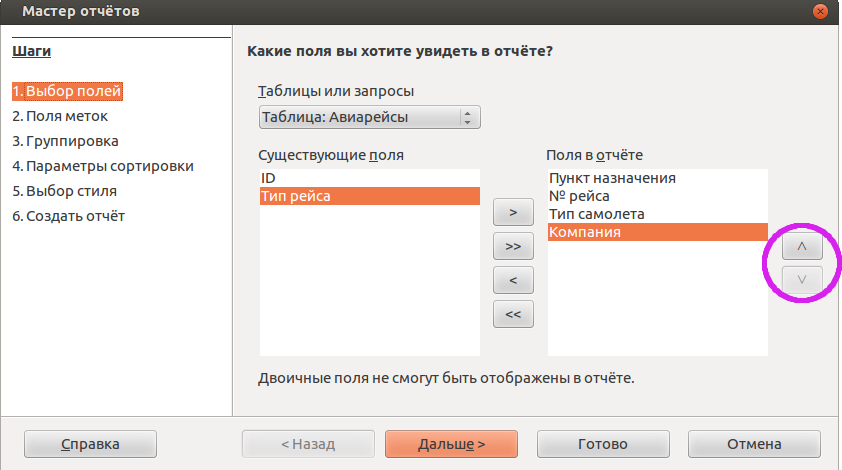 Мастер отчётов
Шаги
1. Выбор полей
2. Поля меток
3. Группировка
4. Параметры сортировки
5. Выбор стиля
6. Создать отчёт
Какие поля вы хотите увидеть в отчёте?
Таблицы или запросы
Таблица: Авиарейсы
Существующие поля
ID
Тип рейса
>
>>
<
<<
Поля в отчёте
Пункт назначения
№ рейса
Тип самолета
Компания
^
v
Двоичные поля не смогут быть отображены в отчёте.
Справка
< Назад
Дальше >
Готово
Отмена